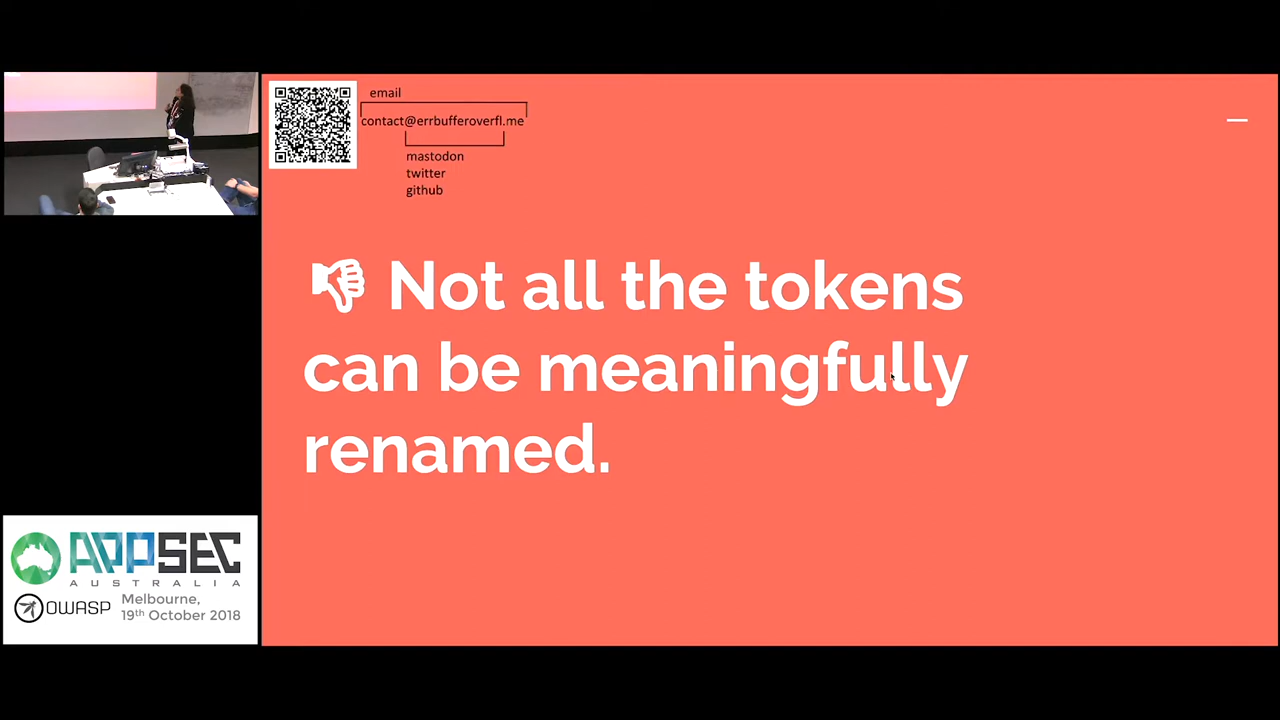 email
contact@errbufferoverfl.me
mastodon
twitter
github
👎 Not all the tokens
can be meaningfully
renamed.
APPSEC
AUSTRALIA
OWASP
Melbourne,
19th October 2018